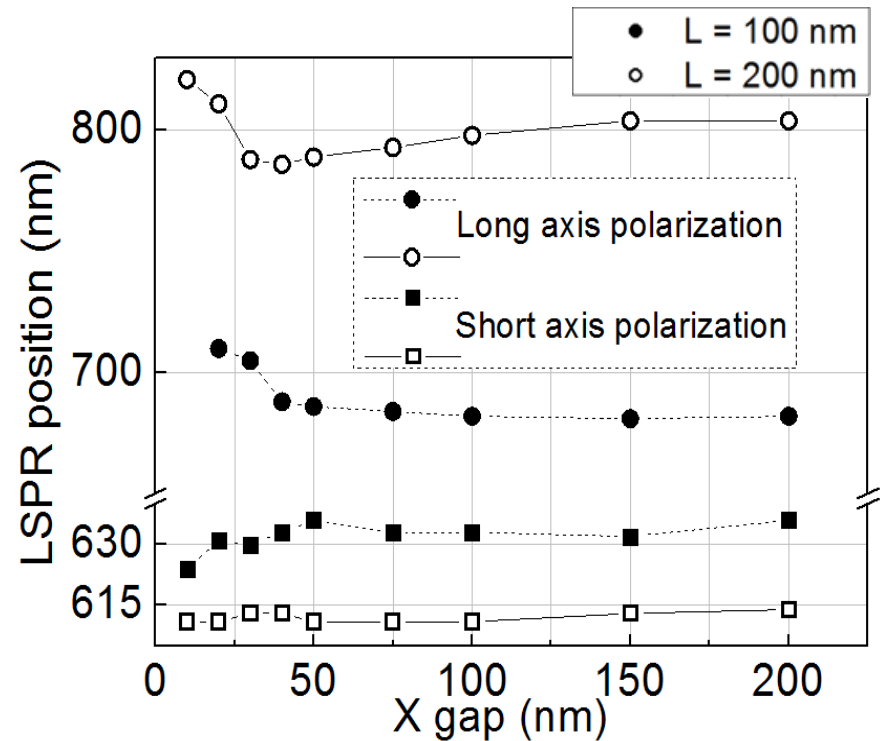 L = 100 nm
L = 200 nm
800
700
630
615
LSPR position (nm)
Long axis polarization
Short axis polarization
0 50 100 150 200
X gap (nm)